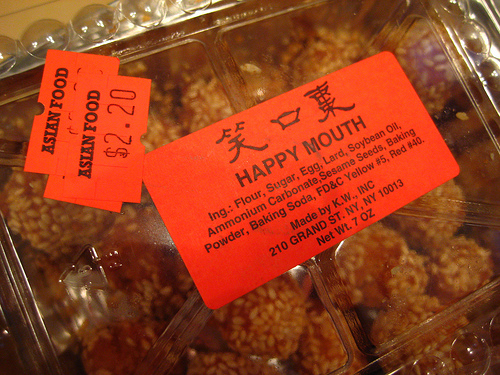 ASIAN FOOD
ASIAN FOOD
$2.20
笑口棗
HAPPY MOUTH
Ing.: Flour, Sugar, Egg, Lard, Soybean Oil,
Ammonium Carbonate,Sesame Seeds, Baking
Powder, Baking Soda, FD&C Yellow #5, Red #40.
Made by K.W., INC
210 GRAND ST. NY, NY 10013
Net Wt. 7 OZ